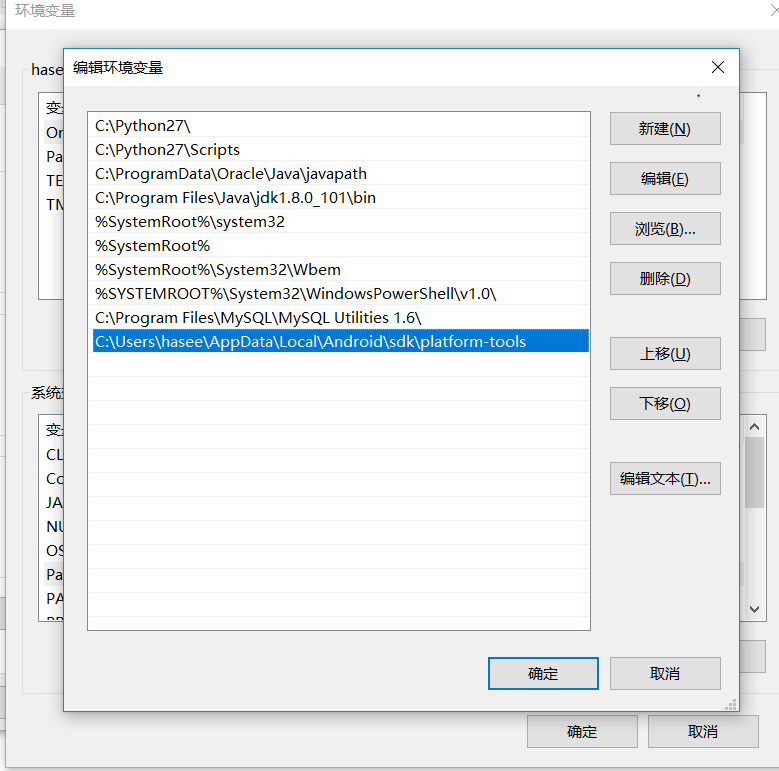 环境变量
编辑环境变量
hase
变
Or
Pa
TE
TM
C:\Python27\
C:\Python27\Scripts
C:\ProgramData\Oracle\Java\javapath
C:\Program Files\Java\jdk1.8.0_101\bin
%SystemRoot%\system32
%SystemRoot%
%SystemRoot%\System32\Wbem
%SYSTEMROOT%\System32\WindowsPowerShell\v1.0\
C:\Program Files\MySQL\MySQL Utilities 1.6\
C:\Users\hasee\AppData\Local\Android\sdk\platform-tools
新建(N)
编辑(E)
浏览(B)...
删除(D)
上移(U)
下移(O)
编辑文本(T)...
系统
变
CL
Co
JA
NU
OS
Pa
PA
确定
取消
确定
取消